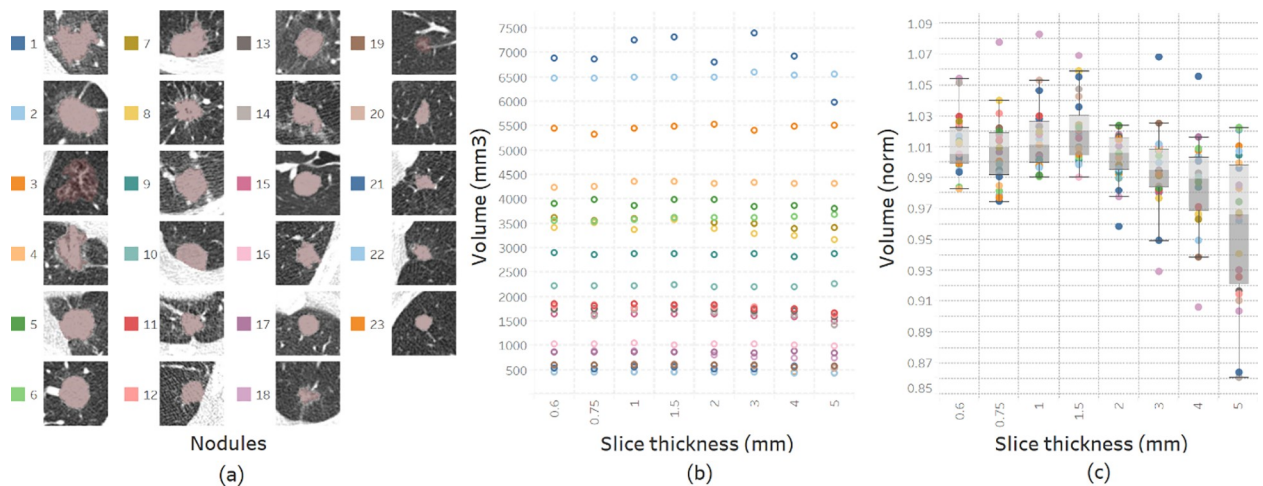 1 7 13 19
2 8 14 20
3 9 15 21
4 10 16 22
5 11 17 23
6 12 18
Nodules
(a)
Volume (mm3)
7500
7000
6500
6000
5500
5000
4500
4000
3500
3000
2500
2000
1500
1000
500
0.6 0.75 1 1.5 2 3 4 5
Slice thickness (mm)
(b)
Volume (norm)
1.09
1.07
1.05
1.03
1.01
0.99
0.97
0.95
0.93
0.91
0.89
0.87
0.85
0.6 0.75 1 1.5 2 3 4 5
Slice thickness (mm)
(c)